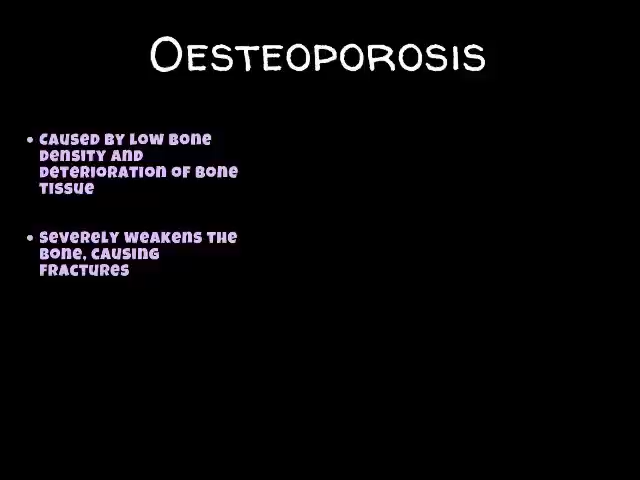 Oesteoporosis
• Caused by low bone
density and
deterioration of bone
tissue
• Severely weakens the
bone, causing
fractures